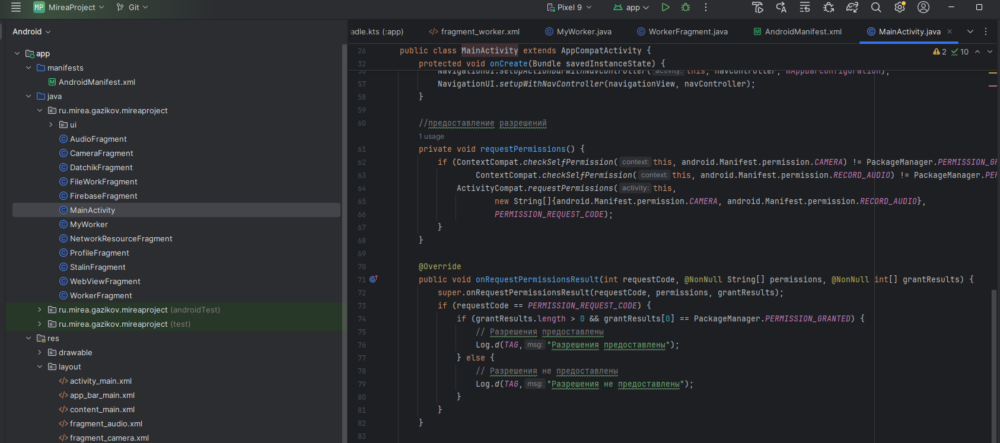 MP MireaProject Git Pixel 9 app
Android
app
manifests
AndroidManifest.xml
java
ru.mirea.gazikov.mireaproject
ui
AudioFragment
CameraFragment
DatchikFragment
FileWorkFragment
FirebaseFragment
MainActivity
MyWorker
NetworkResourceFragment
ProfileFragment
StalinFragment
WebViewFragment
WorkerFragment
ru.mirea.gazikov.mireaproject (androidTest)
ru.mirea.gazikov.mireaproject (test)
res
drawable
layout
activity_main.xml
app_bar_main.xml
content_main.xml
fragment_audio.xml
fragment_camera.xml
adle.kts (:app) fragment_worker.xml MyWorker.java WorkerFragment.java AndroidManifest.xml MainActivity.java
2 10
26 public class MainActivity extends AppCompatActivity {
32 protected void onCreate(Bundle savedInstanceState) {
56 NavigationUI.setupActionBarWithNavController( activity: this, navController, mAppBarConfiguration);
57 NavigationUI.setupWithNavController(navigationView, navController);
58 }
59
60 //предоставление разрешений
1 usage
61 private void requestPermissions() {
62 if (ContextCompat.checkSelfPermission( context: this, android.Manifest.permission.CAMERA) != PackageManager.PERMISSION_GR
63 ContextCompat.checkSelfPermission( context: this, android.Manifest.permission.RECORD_AUDIO) != PackageManager.PER
64 ActivityCompat.requestPermissions( activity: this,
65 new String[]{android.Manifest.permission.CAMERA, android.Manifest.permission.RECORD_AUDIO},
66 PERMISSION_REQUEST_CODE);
67 }
68 }
69
70 @Override
71 public void onRequestPermissionsResult(int requestCode, @NonNull String[] permissions, @NonNull int[] grantResults) {
72 super.onRequestPermissionsResult(requestCode, permissions, grantResults);
73 if (requestCode == PERMISSION_REQUEST_CODE) {
74 if (grantResults.length > 0 && grantResults[0] == PackageManager.PERMISSION_GRANTED) {
75 // Разрешения предоставлены
76 Log.d(TAG, msg: "Разрешения предоставлены");
77 } else {
78 // Разрешения не предоставлены
79 Log.d(TAG, msg: "Разрешения не предоставлены");
80 }
81 }
82 }
83